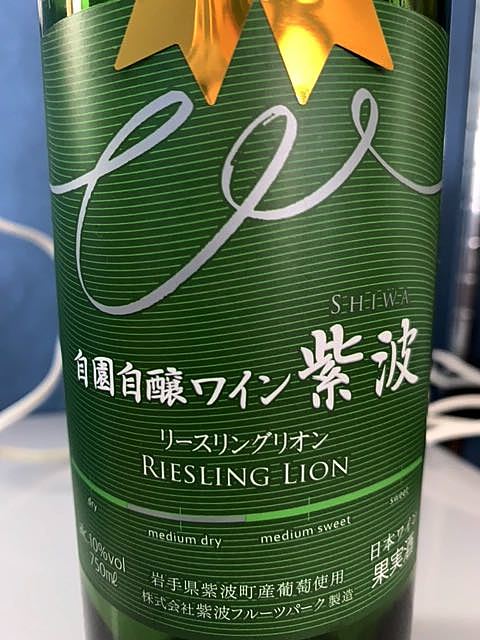 SHIWA
自園自醸ワイン 紫波
リースリングリオン
RIESLING LION
dry
medium dry
medium sweet
sweet
alc.10%vol
750ml
日本ワイン
果実酒
岩手県紫波町産葡萄使用
株式会社紫波フルーツパーク製造